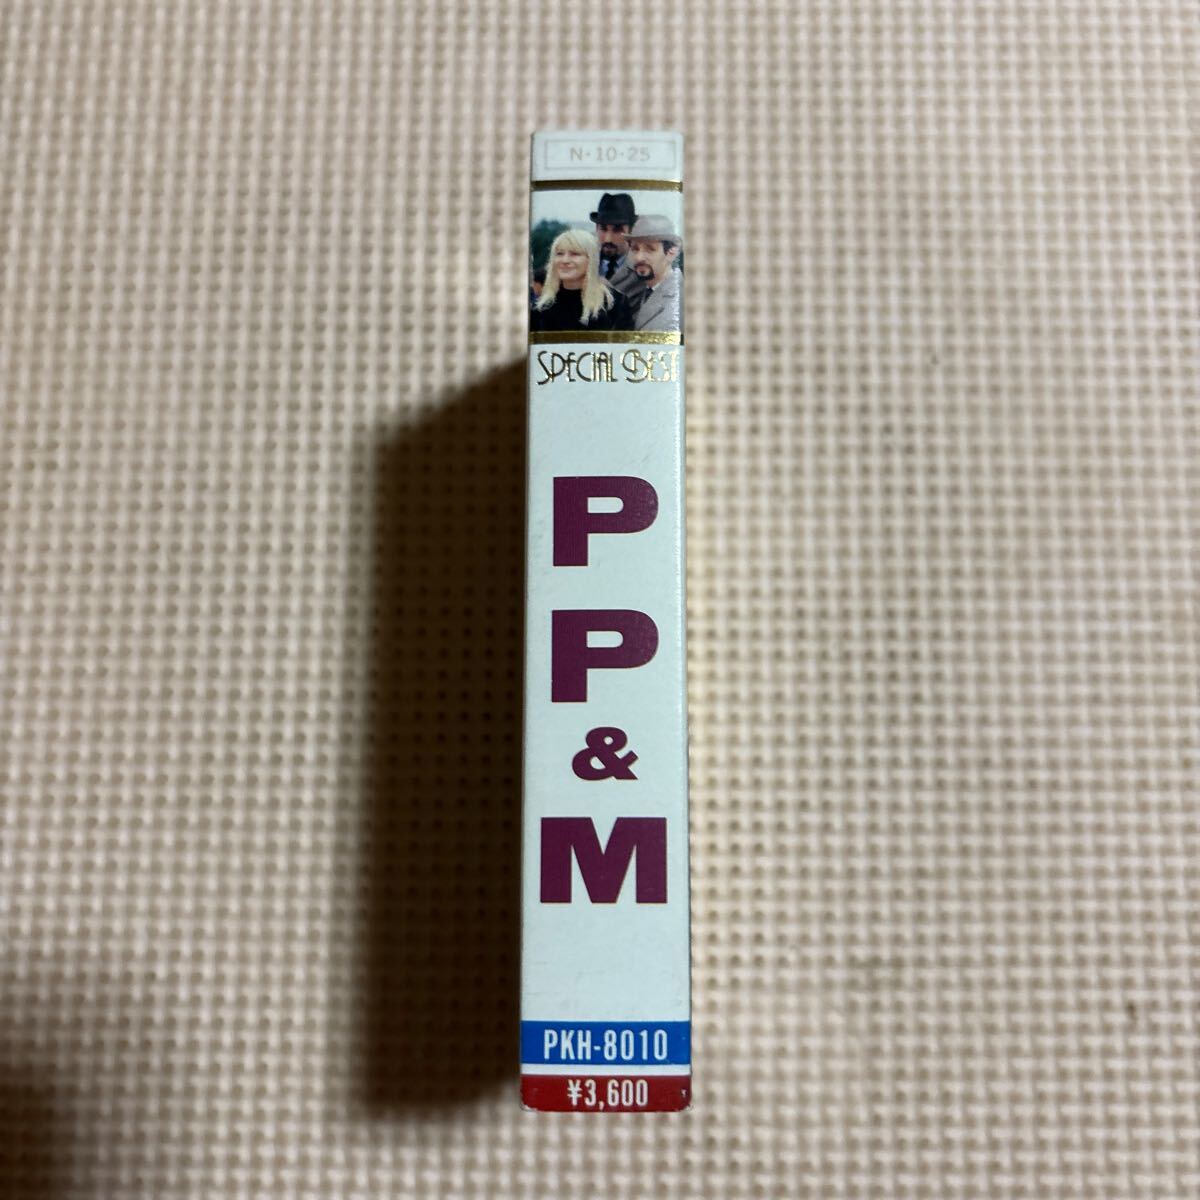 N·10·25
SPECIAL BEST
P
P
&
M
PKH-8010
¥3,600